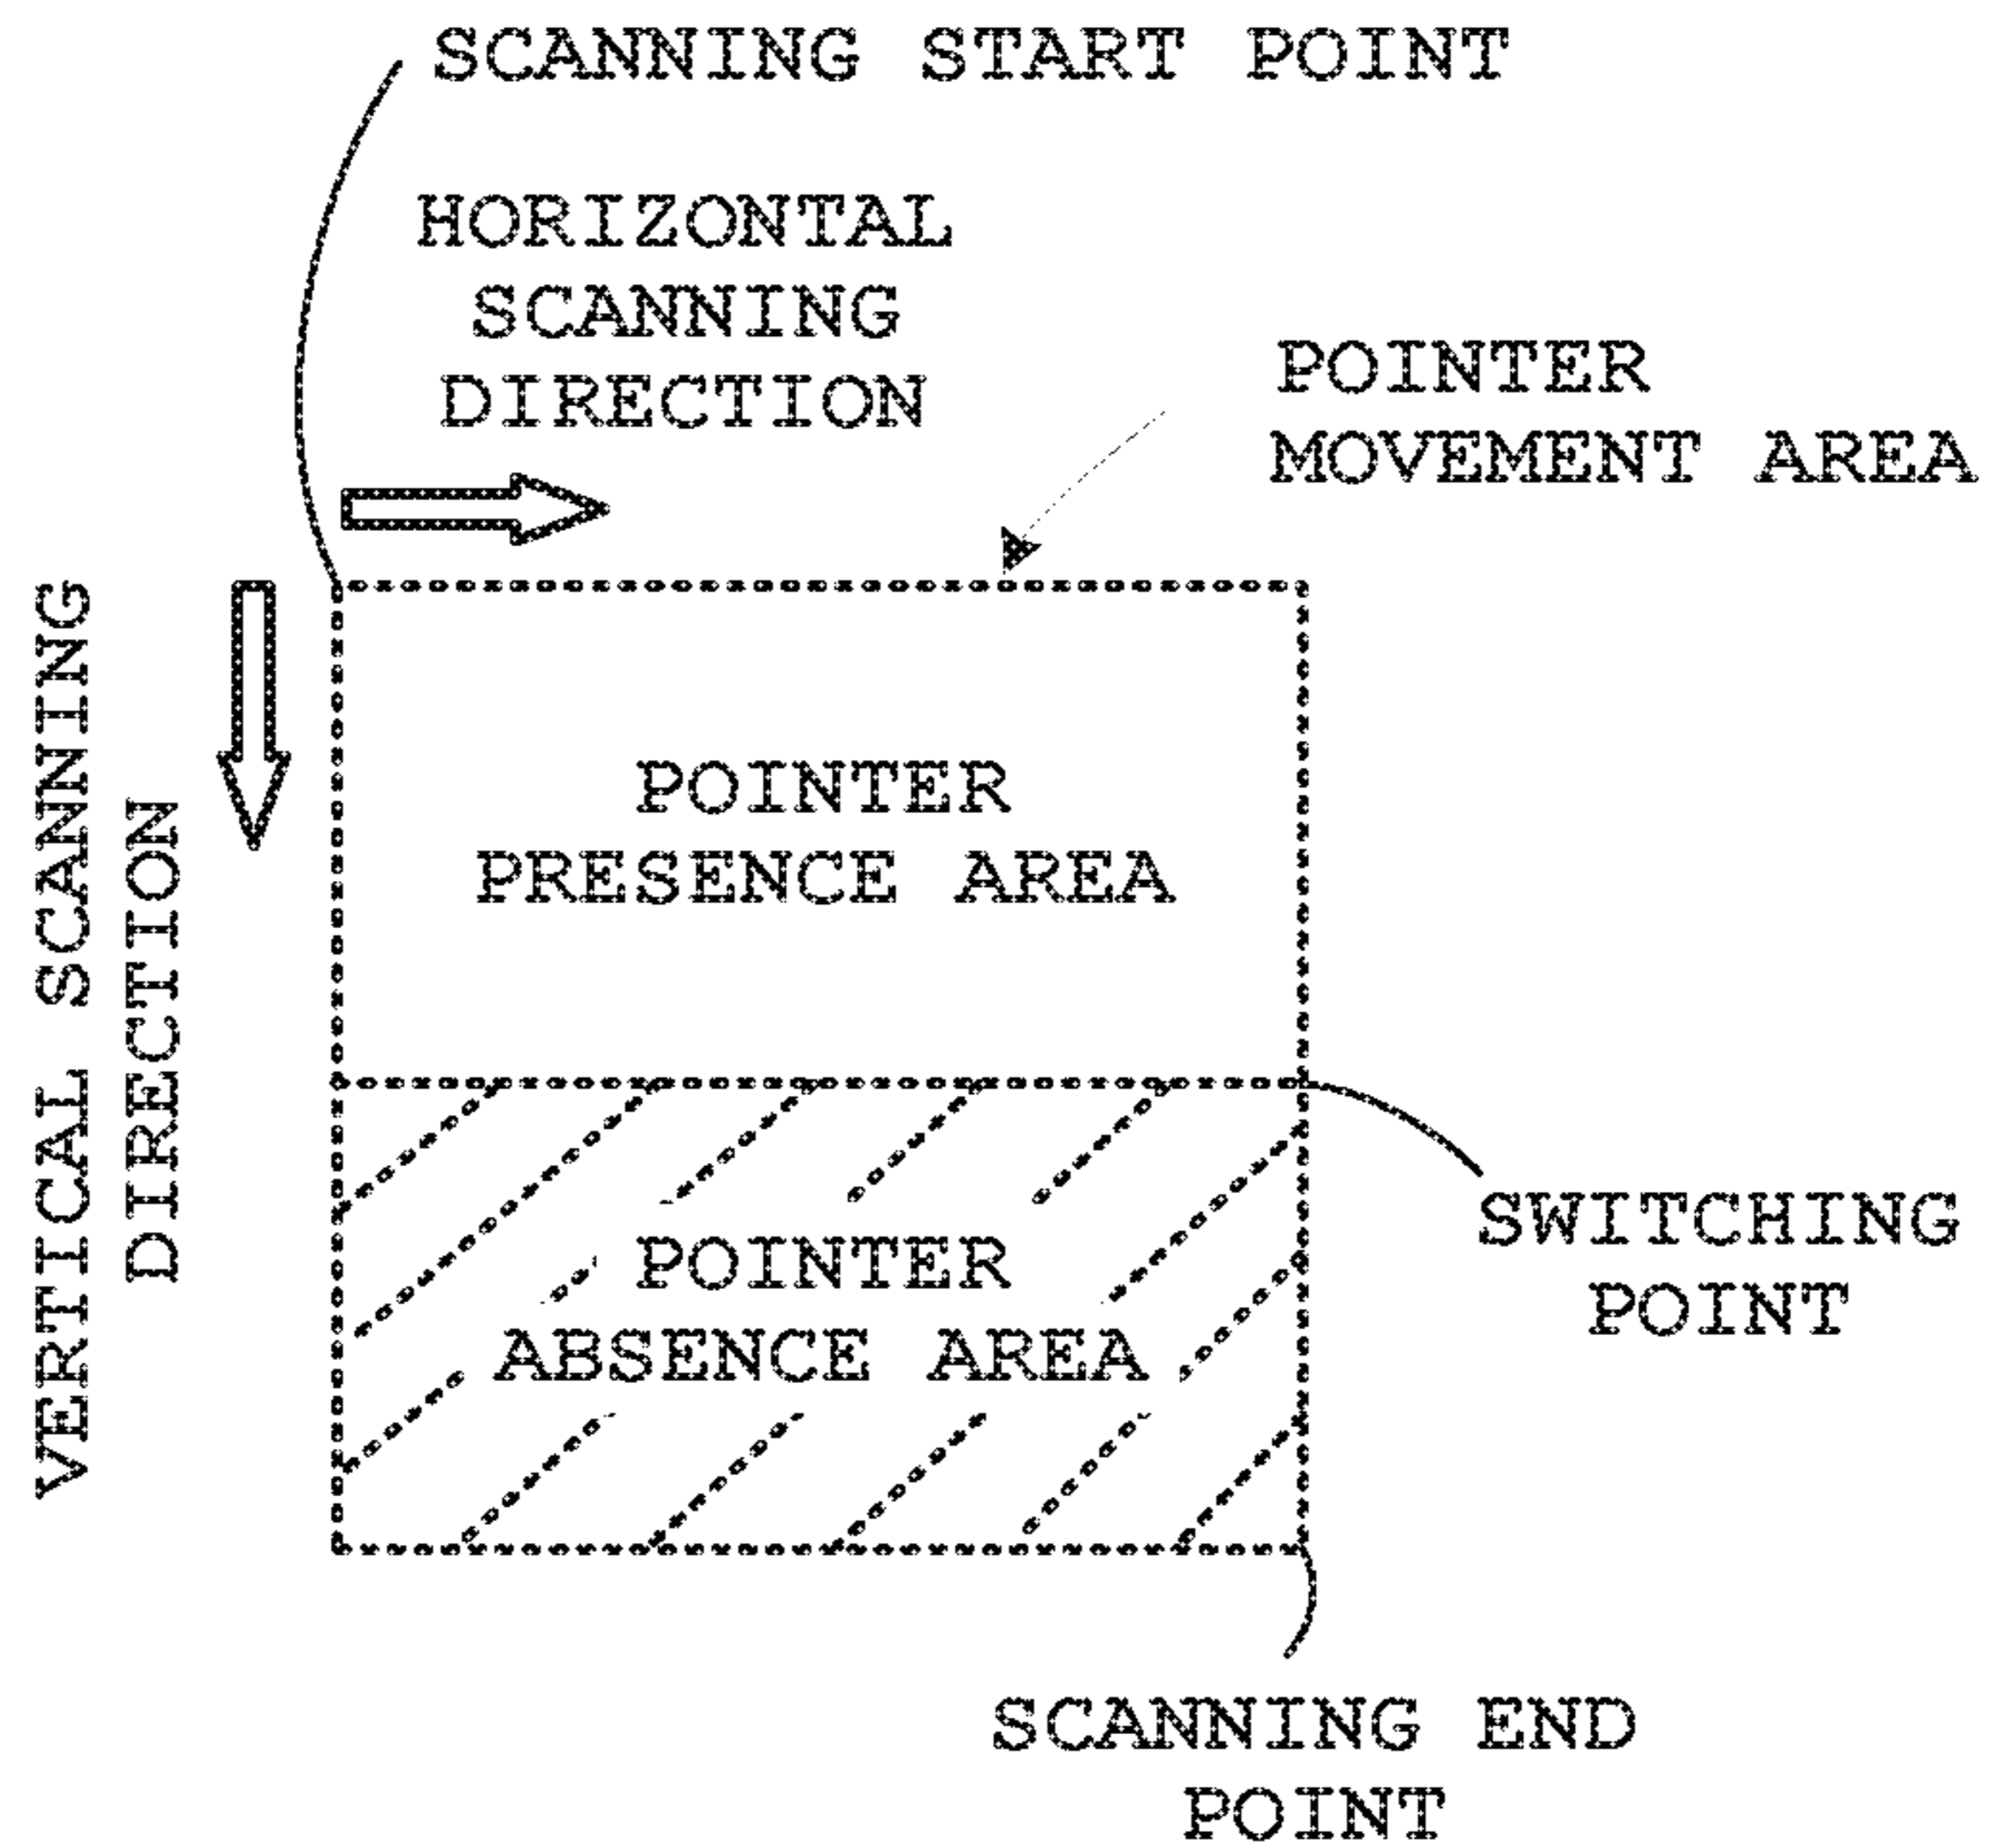 SCANNING START POINT
HORIZONTAL
SCANNING
DIRECTION
POINTER
MOVEMENT AREA
VERTICAL SCANNING
DIRECTION
POINTER
PRESENCE AREA
SWITCHING
POINT
POINTER
ABSENCE AREA
SCANNING END
POINT